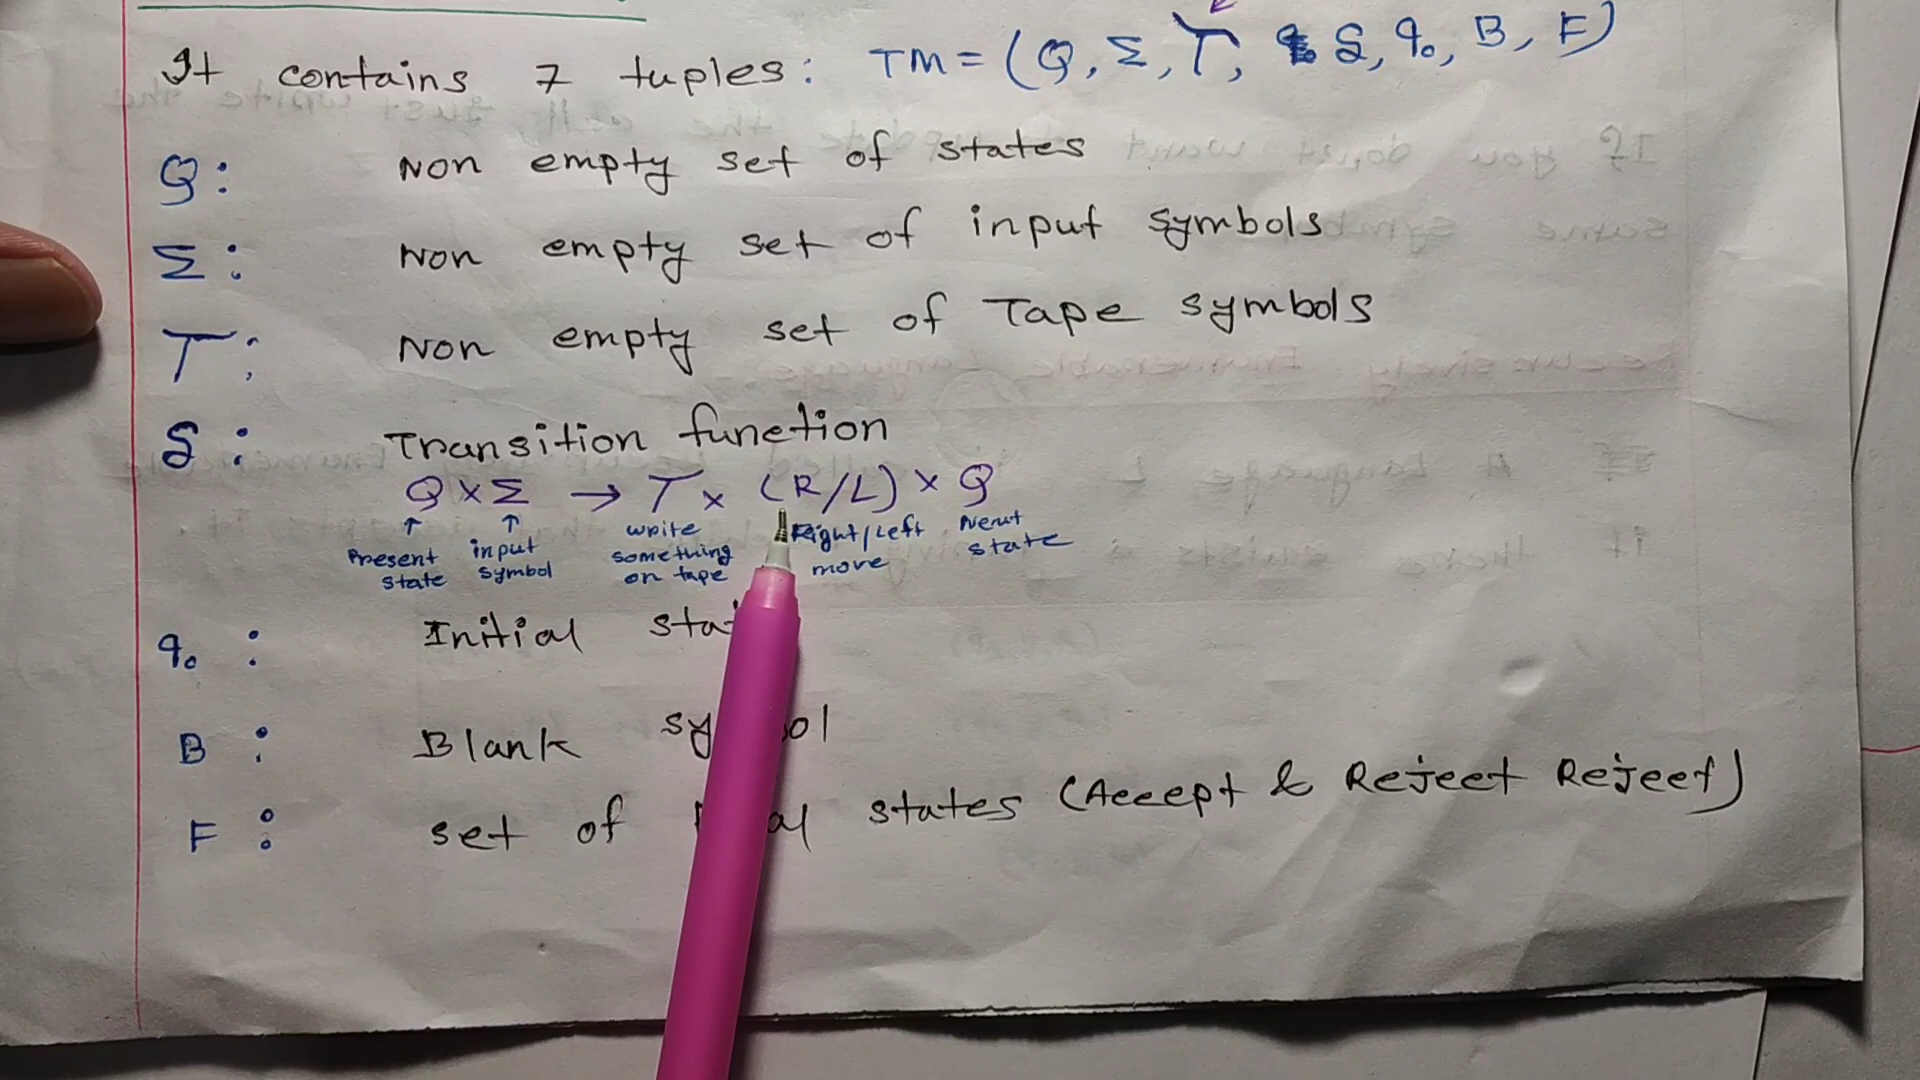 It contains 7 tuples: TM = (Q, Σ, T, δ, q₀, B, F)
Q: Non empty set of states
Σ: Non empty set of input symbols
T: Non empty set of Tape symbols
δ: Transition function
Q × Σ → T × (R/L) × Q
↑ Present state ↑ input symbol write something on tape Right/Left move Next state
q₀ : Initial
B : Blank
F : set of states (Accept & Reject Reject)